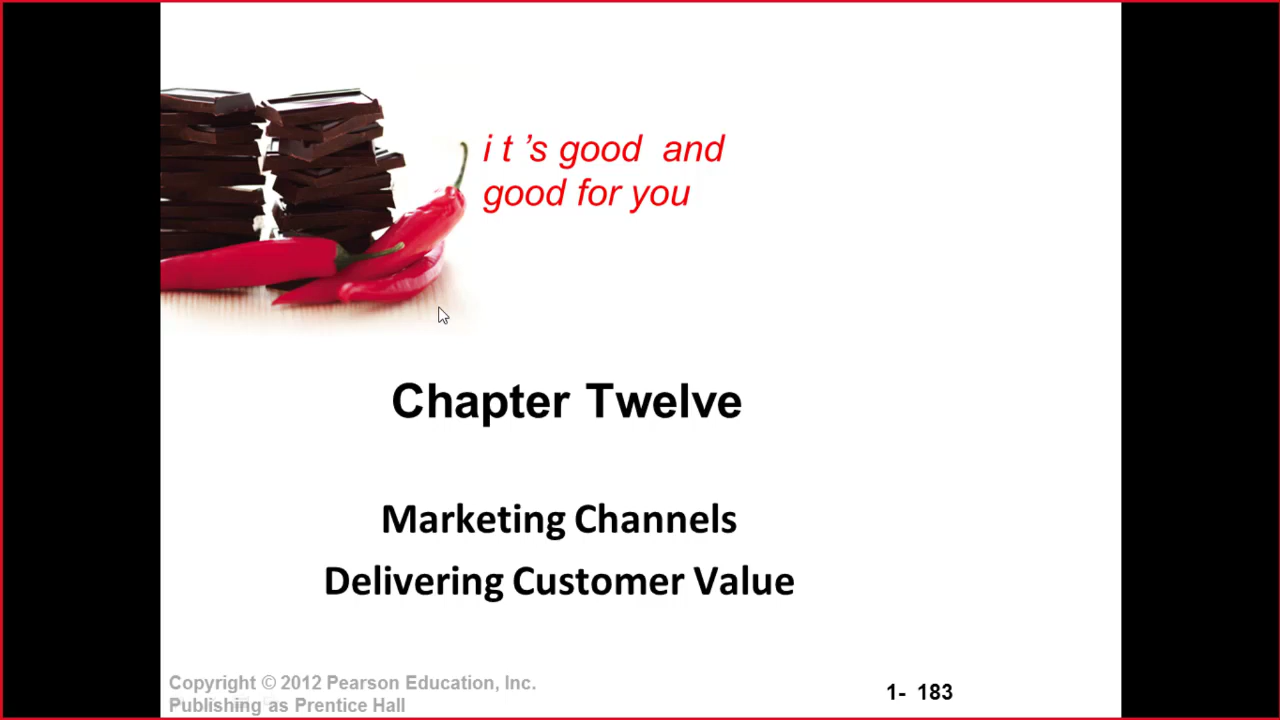 i t ’s good and
good for you
Chapter Twelve
Marketing Channels
Delivering Customer Value
Copyright © 2012 Pearson Education, Inc.
Publishing as Prentice Hall
1- 183